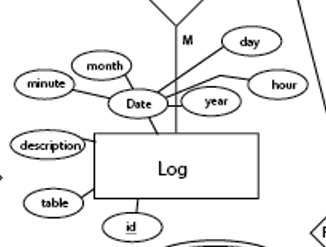 M
day
month
minute
hour
Date
year
description
Log
table
id